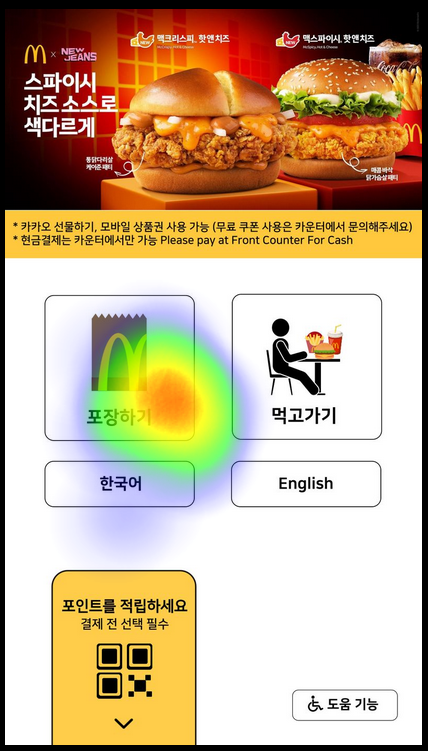 NEW JEANS
맥크리스피 핫앤치즈
맥스파이시 핫앤치즈
McSpicy Hot & Cheese
스파이시
치즈 소스로
색다르게
통닭다리살
케이준 패티
매콤 바삭
닭가슴살 패티
* 카카오 선물하기, 모바일 상품권 사용 가능 (무료 쿠폰 사용은 카운터에서 문의해주세요)
* 현금결제는 카운터에서만 가능 Please pay at Front Counter For Cash
포장하기
먹고가기
한국어
English
포인트를 적립하세요
결제 전 선택 필수
도움 기능